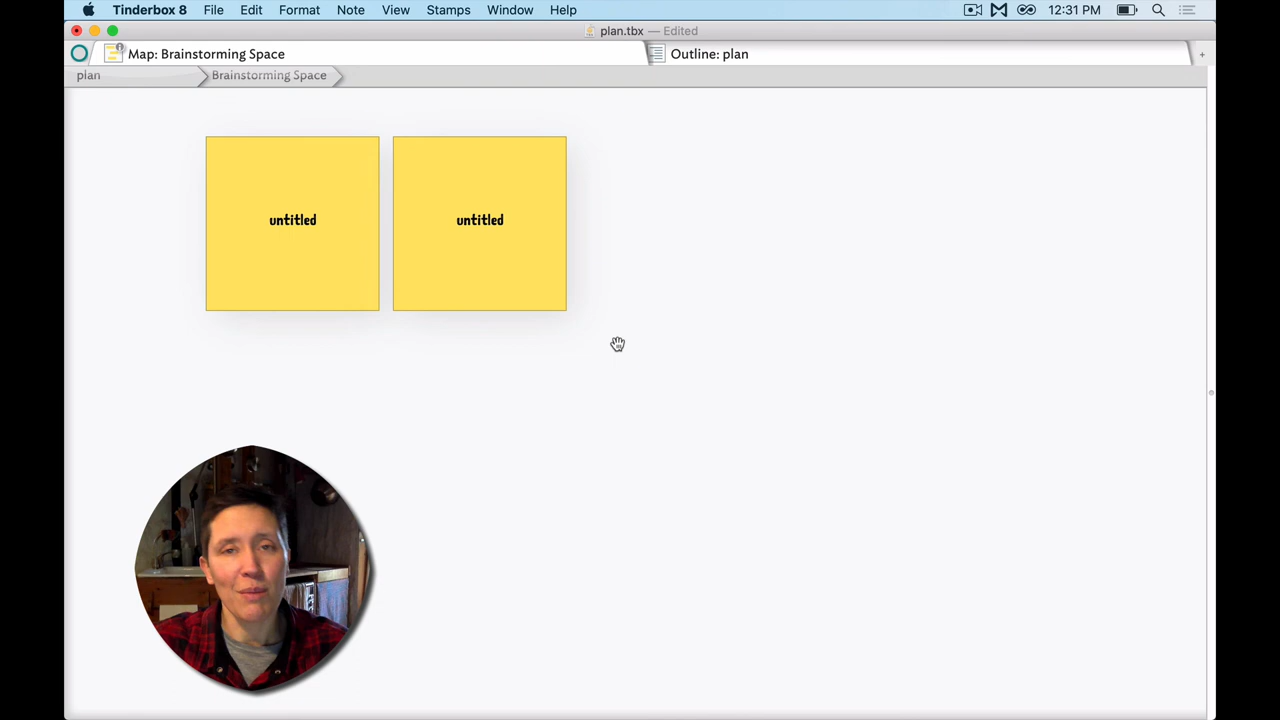 Tinderbox 8 File Edit Format Note View Stamps Window Help 12:31 PM
plan.tbx — Edited
Map: Brainstorming Space Outline: plan +
plan Brainstorming Space
untitled untitled